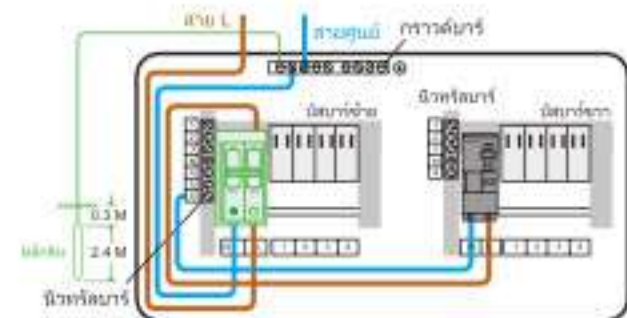 สาย L
สายศูนย์
กราวด์บาร์
นิวทรัลบาร์
บัสบาร์ซ้าย
บัสบาร์ขวา
0.3 M
2.4 M
หลักดิน
นิวทรัลบาร์